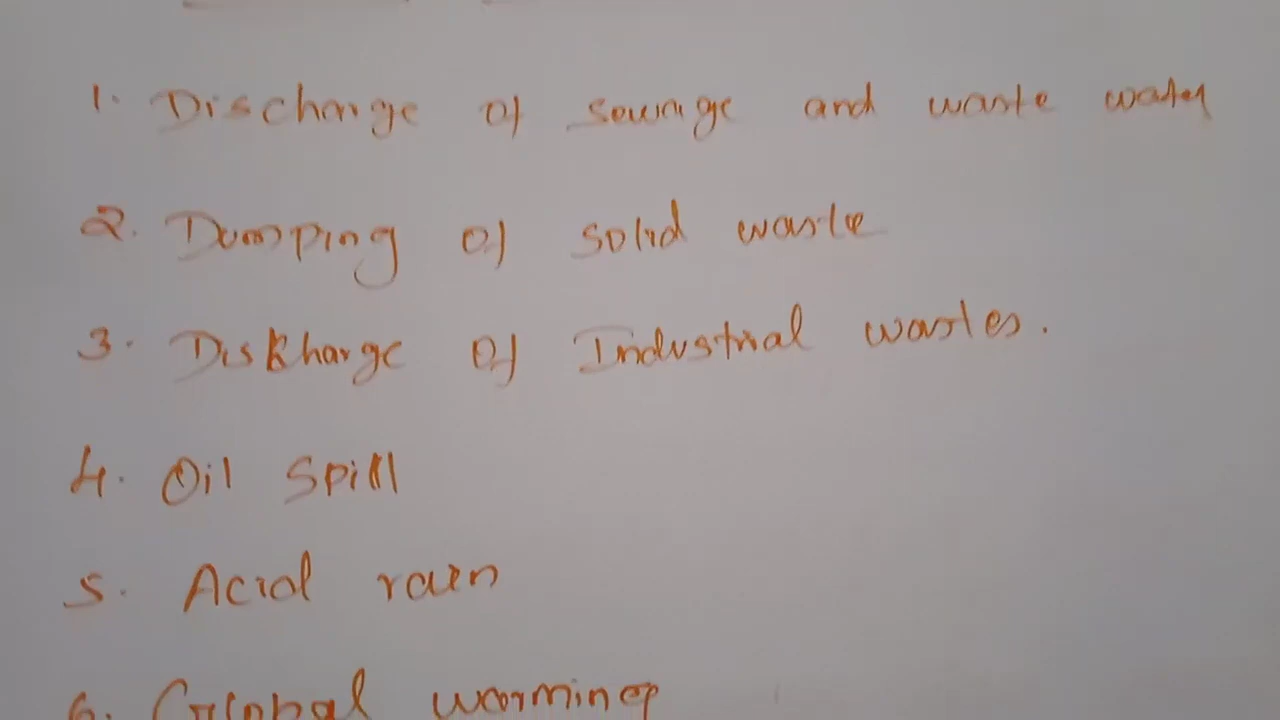 1. Discharge of sewage and waste water
2. Dumping of solid waste
3. Discharge of Industrial wastes.
4. Oil Spill
5. Acid rain
6. Global warming